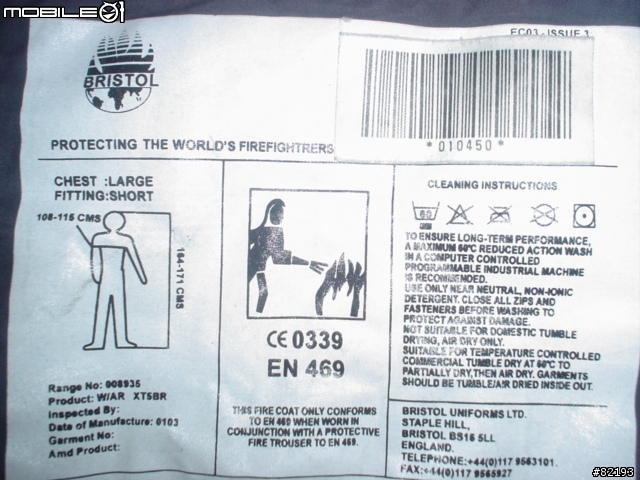 MOBILE01
BRISTOL
EC03 - ISSUE 3
*010450*
PROTECTING THE WORLD'S FIREFIGHTRERS
CHEST :LARGE
FITTING:SHORT
108-115 CMS
164-171 CMS
Range No: 008935
Product: W/AR XT5BR
Inspected By:
Date of Manufacture: 0103
Garment No:
Amd Product:
CE 0339
EN 469
THIS FIRE COAT ONLY CONFORMS
TO EN 469 WHEN WORN IN
CONJUNCTION WITH A PROTECTIVE
FIRE TROUSER TO EN 469.
CLEANING INSTRUCTIONS
60
TO ENSURE LONG-TERM PERFORMANCE,
A MAXIMUM 60°C REDUCED ACTION WASH
IN A COMPUTER CONTROLLED
PROGRAMMABLE INDUSTRIAL MACHINE
IS RECOMMENDED.
USE ONLY NEAR NEUTRAL, NON-IONIC
DETERGENT. CLOSE ALL ZIPS AND
FASTENERS BEFORE WASHING TO
PROTECT AGAINST DAMAGE.
NOT SUITABLE FOR DOMESTIC TUMBLE
DRYING, AIR DRY ONLY.
SUITABLE FOR TEMPERATURE CONTROLLED
COMMERCIAL TUMBLE DRY AT 60°C TO
PARTIALLY DRY,THEN AIR DRY. GARMENTS
SHOULD BE TUMBLE/AIR DRIED INSIDE OUT.
BRISTOL UNIFORMS LTD.
STAPLE HILL,
BRISTOL BS16 5LL
ENGLAND.
TELEPHONE:+44(0)117 9563101.
FAX:+44(0)117 9565927
#82193